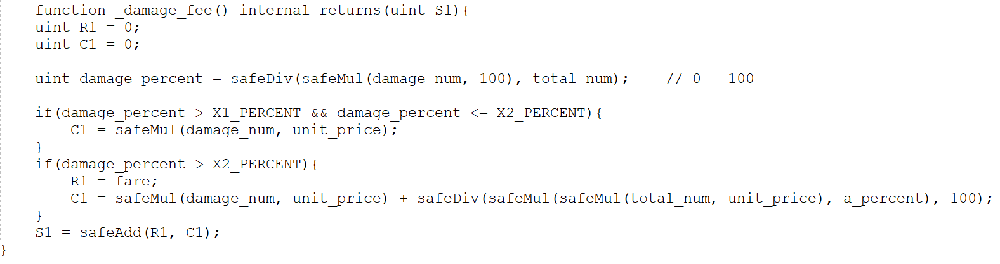 function _damage_fee() internal returns(uint S1){
uint R1 = 0;
uint C1 = 0;
uint damage_percent = safeDiv(safeMul(damage_num, 100), total_num);    // 0 - 100
if(damage_percent > X1_PERCENT && damage_percent <= X2_PERCENT){
C1 = safeMul(damage_num, unit_price);
}
if(damage_percent > X2_PERCENT){
R1 = fare;
C1 = safeMul(damage_num, unit_price) + safeDiv(safeMul(safeMul(total_num, unit_price), a_percent), 100);
}
S1 = safeAdd(R1, C1);
}